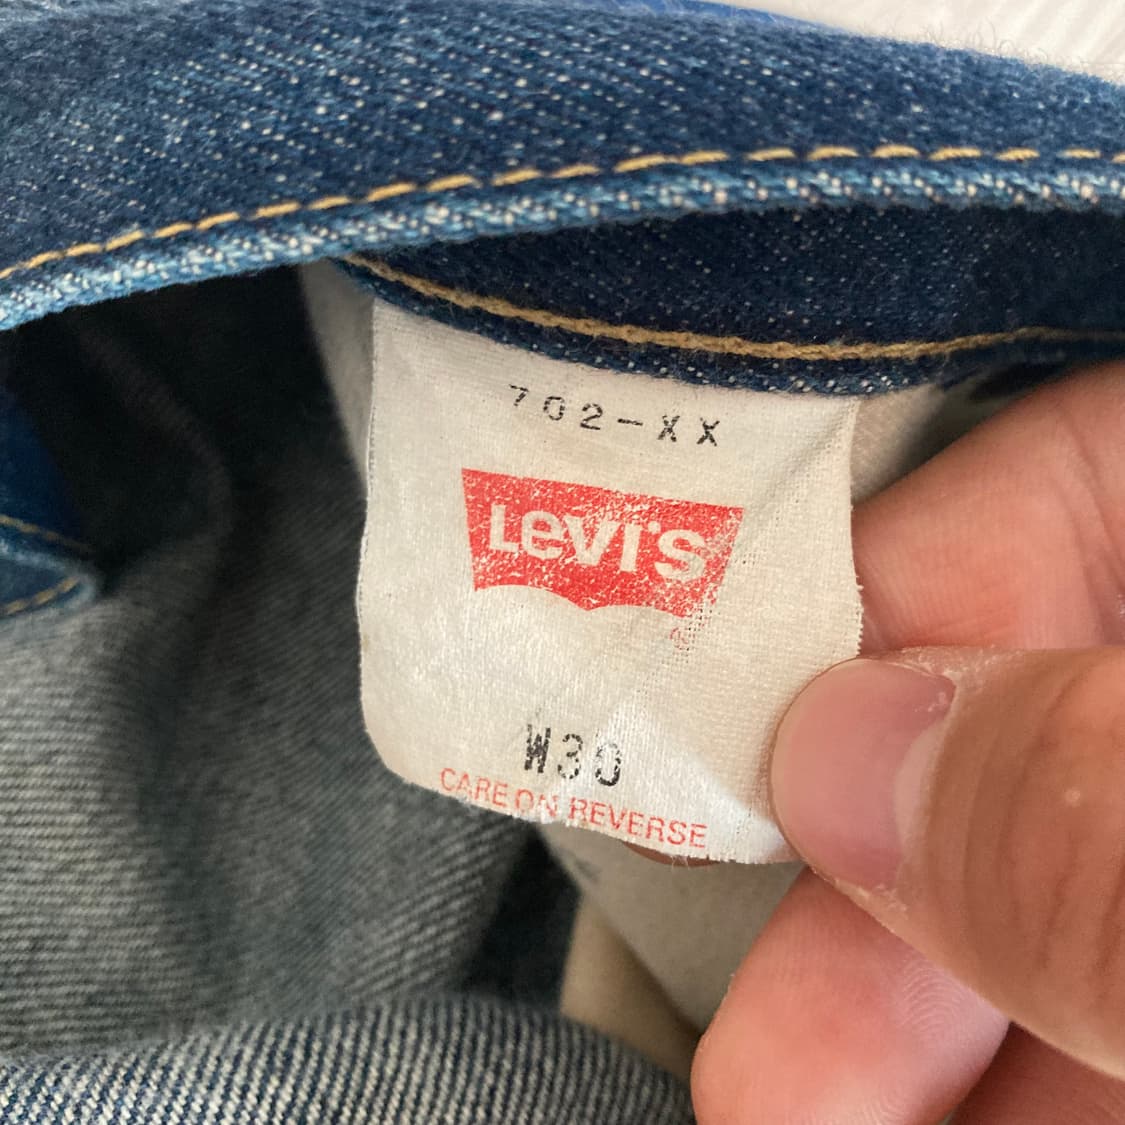 702-XX
Levi's
®
W30
CARE ON REVERSE